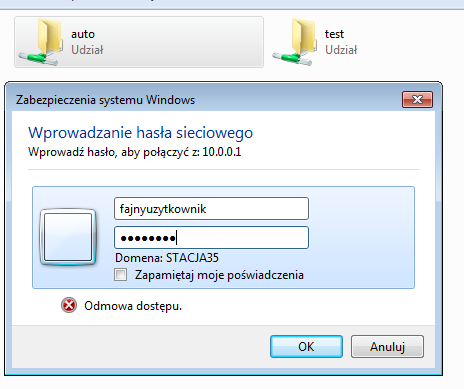 auto
Udział
test
Udział
Zabezpieczenia systemu Windows
Wprowadzanie hasła sieciowego
Wprowadź hasło, aby połączyć z: 10.0.0.1
fajnyuzytkownik
●●●●●●●●
Domena: STACJA35
Zapamiętaj moje poświadczenia
Odmowa dostępu.
OK
Anuluj